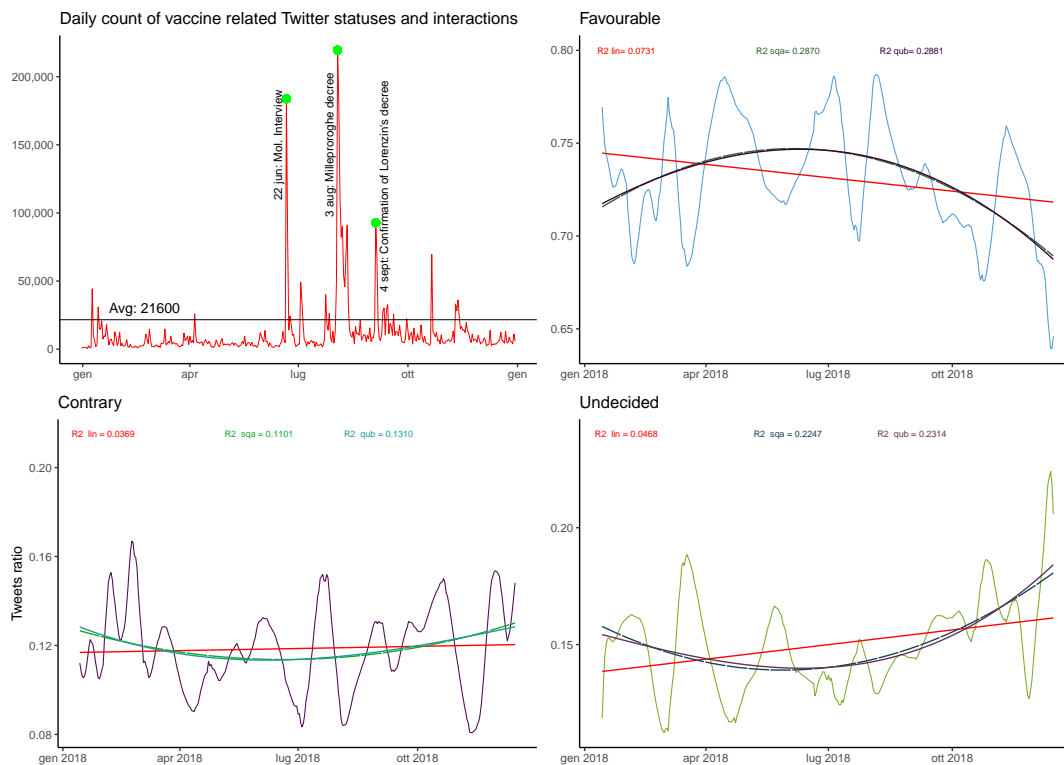 Daily count of vaccine related Twitter statuses and interactions
200,000
150,000
100,000
50,000
0
22 jun: Mol. Interview
3 aug: Milleproroghe decree
4 sept: Confirmation of Lorenzin's decree
Avg: 21600
gen
apr
lug
ott
gen
Favourable
R2 lin= 0.0731
R2 sqa= 0.2870
R2 qub= 0.2881
0.80
0.75
0.70
0.65
gen 2018
apr 2018
lug 2018
ott 2018
Contrary
R2 lin = 0.0369
R2 sqa = 0.1101
R2 qub = 0.1310
Tweets ratio
0.20
0.16
0.12
0.08
gen 2018
apr 2018
lug 2018
ott 2018
Undecided
R2 lin = 0.0468
R2 sqa = 0.2247
R2 qub = 0.2314
0.20
0.15
gen 2018
apr 2018
lug 2018
ott 2018